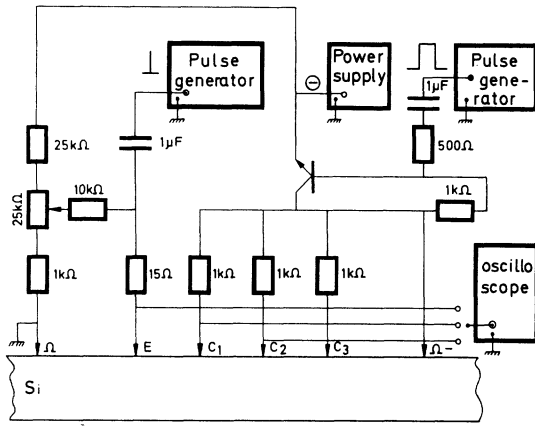 Pulse
generator
Power
supply
Pulse
gene-
rator
⊖
1µF
1µF
25kΩ
500Ω
25kΩ
10kΩ
1kΩ
1kΩ
15Ω
1kΩ
1kΩ
1kΩ
oscillo
scope
Ω
E
C1
C2
C3
Ω-
Si